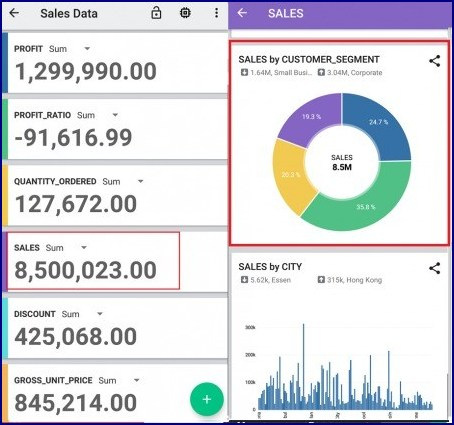 Sales Data
PROFIT Sum
1,299,990.00
PROFIT_RATIO Sum
-91,616.99
QUANTITY_ORDERED Sum
127,672.00
SALES Sum
8,500,023.00
DISCOUNT Sum
425,068.00
GROSS_UNIT_PRICE Sum
845,214.00
SALES
SALES by CUSTOMER_SEGMENT
1.64M, Small Busi.. 3.04M, Corporate
19.3 %
24.7 %
SALES
8.5M
20.3 %
35.8 %
SALES by CITY
5.62k, Essen 315k, Hong Kong
300k
200k
100k
0